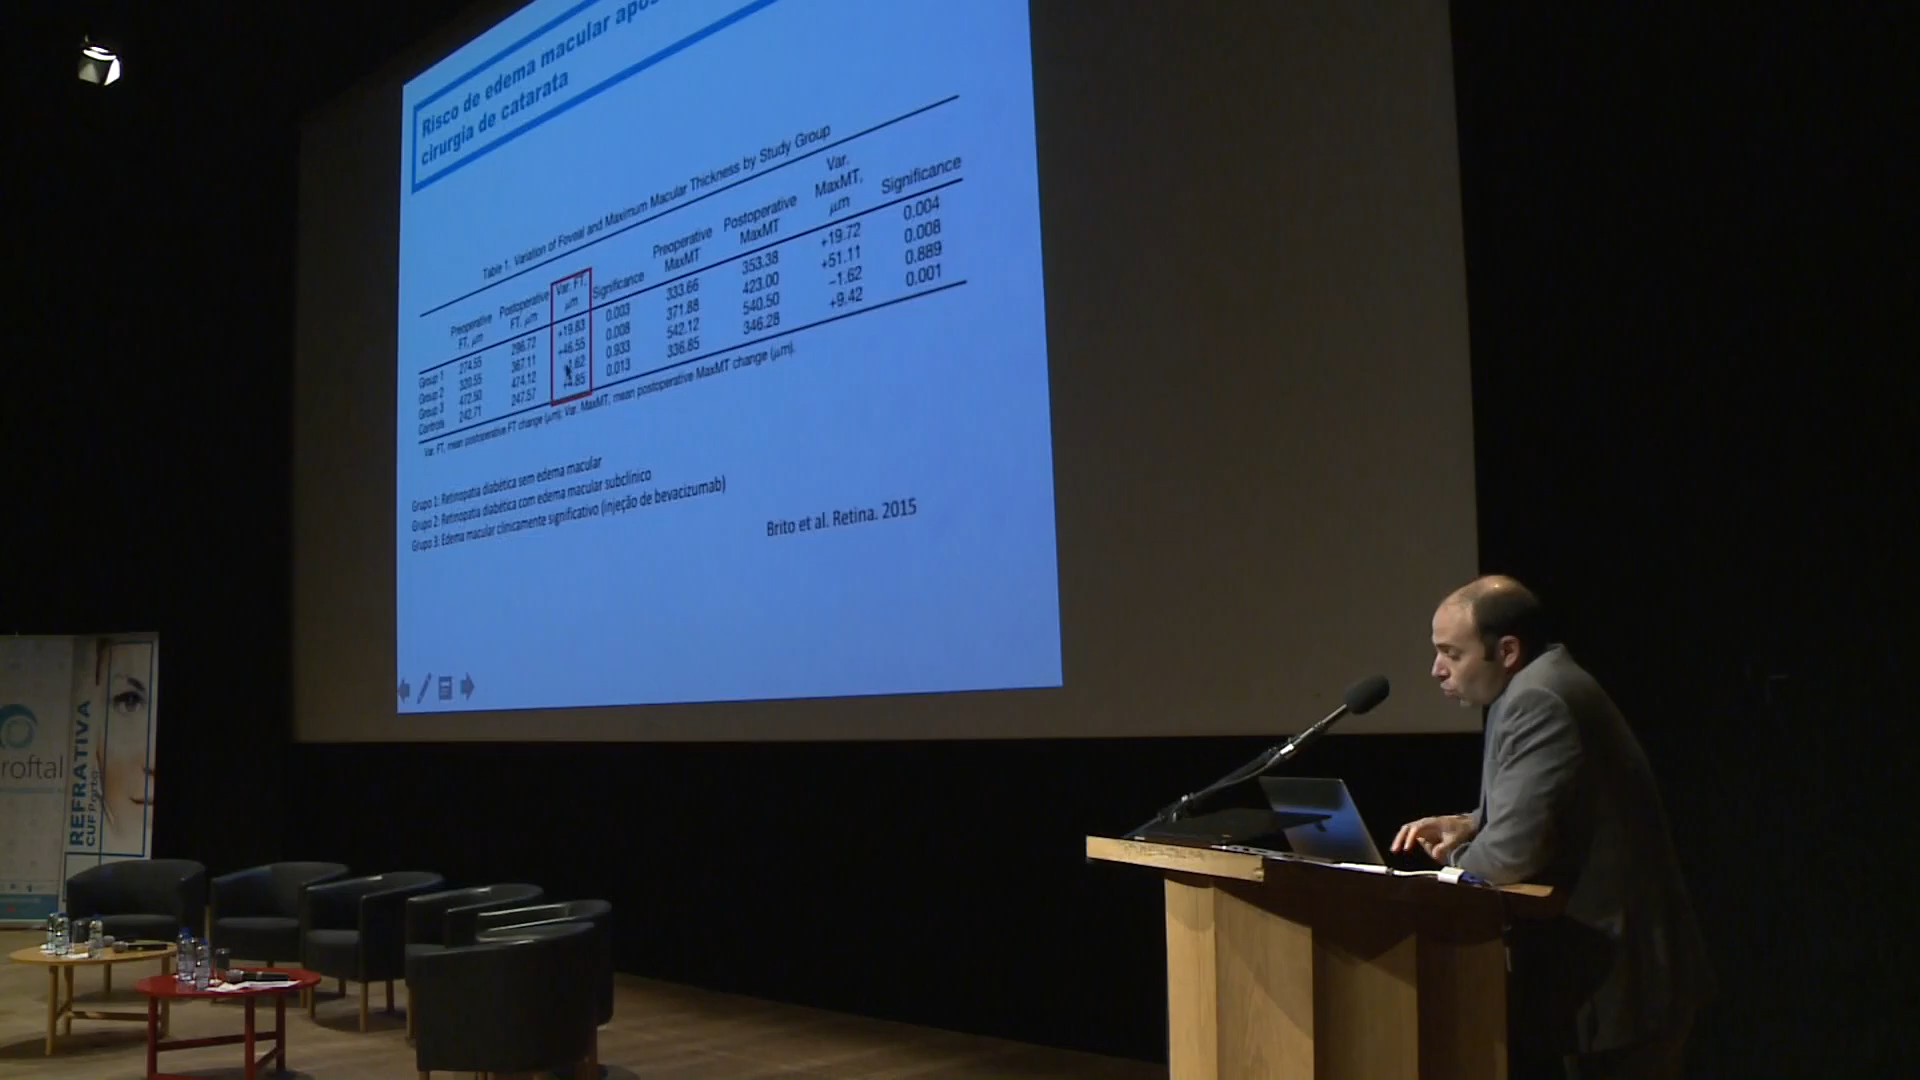 Risco de edema macular após
cirurgia de catarata
Table 1. Variation of Foveal and Maximum Macular Thickness by Study Group
Preoperative FT, μm Postoperative FT, μm Var. FT, μm Significance Preoperative MaxMT Postoperative MaxMT Var. MaxMT, μm Significance
Group 1 274.55 296.72 +19.83 0.003 333.66 353.38 +19.72 0.004
Group 2 320.55 367.11 +46.55 0.008 371.88 423.00 +51.11 0.008
Group 3 472.50 474.12 0.933 542.12 540.50 −1.62 0.889
Controls 242.71 247.57 +4.85 0.013 336.85 346.28 +9.42 0.001
Var. FT, mean postoperative FT change (μm); Var. MaxMT, mean postoperative MaxMT change (μm).
Grupo 1: Retinopatia diabética sem edema macular
Grupo 2: Retinopatia diabética com edema macular subclínico
Grupo 3: Edema macular clinicamente significativo (injeção de bevacizumab)
Brito et al. Retina. 2015
roftal
REFRATIVA
CUF Porto